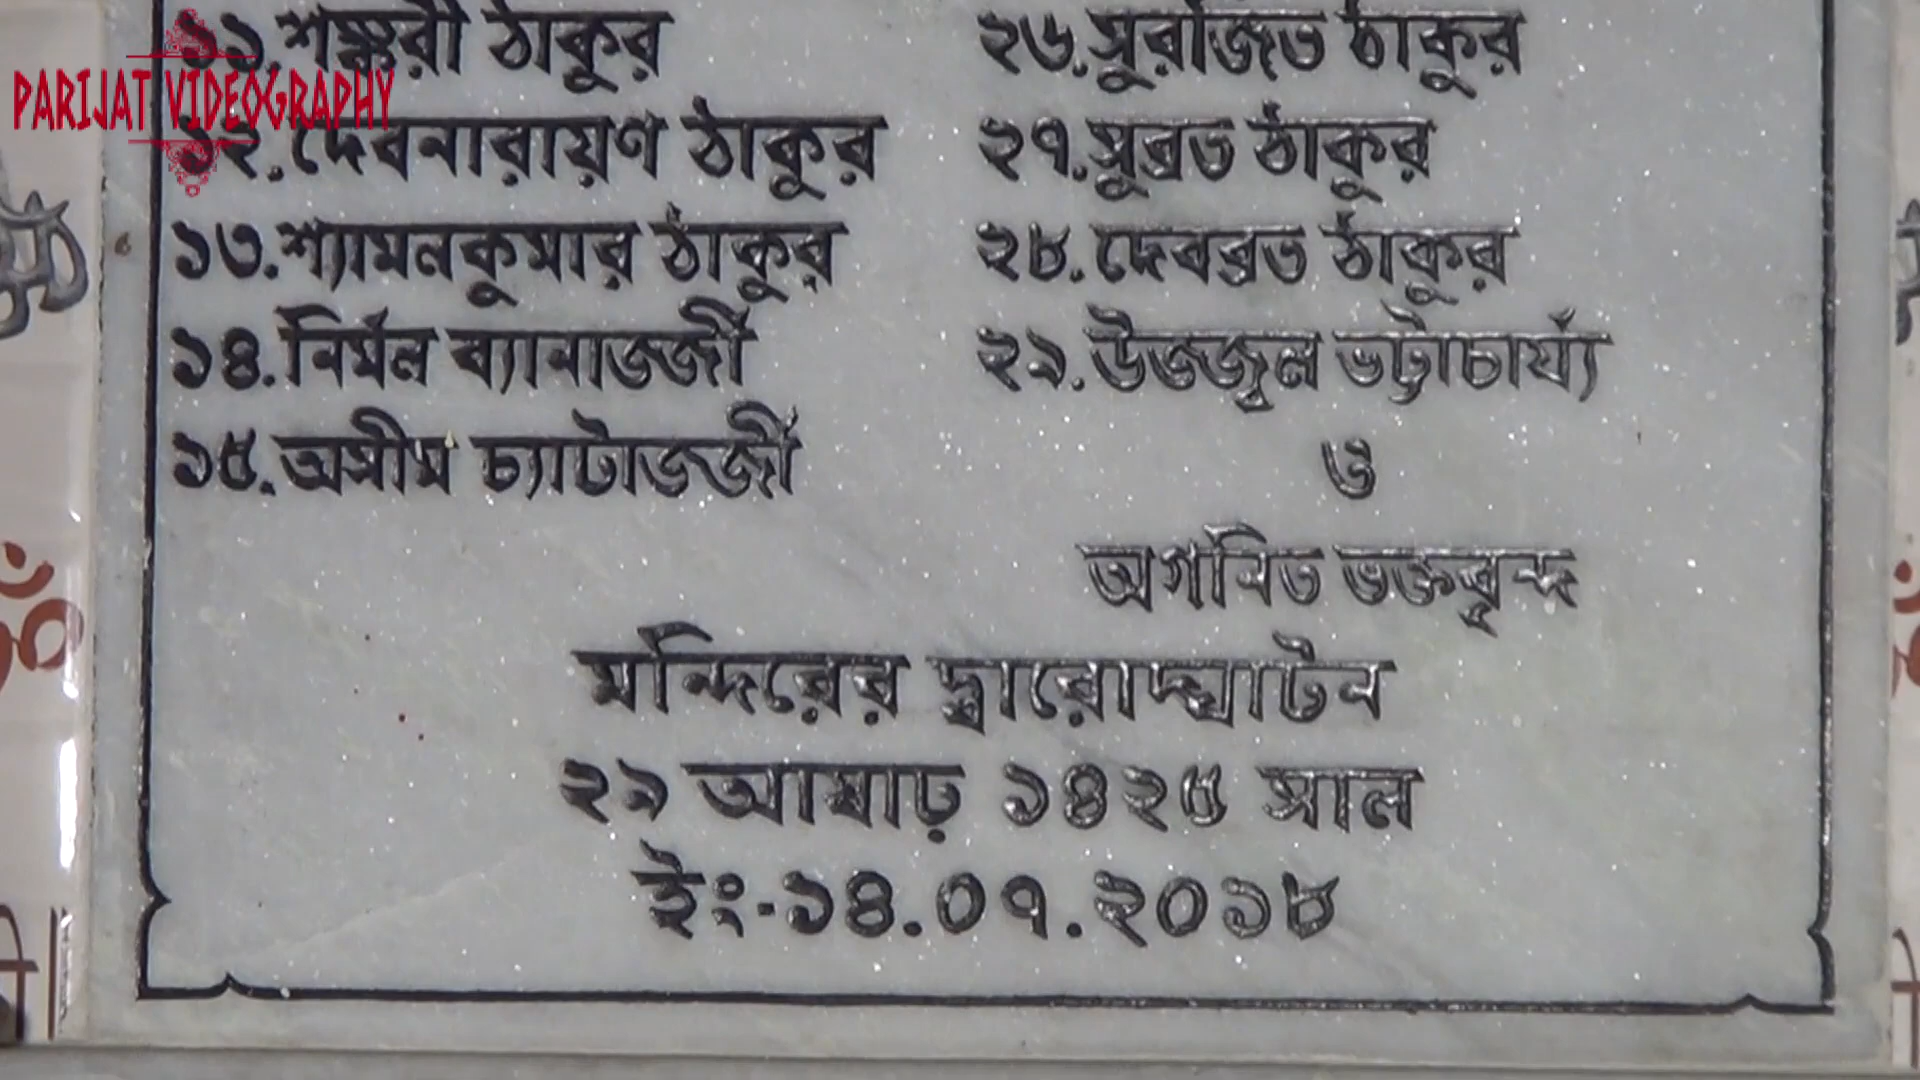 PARIJAT VIDEOGRAPHY
১১. শঙ্করী ঠাকুর
১২. দেবনারায়ণ ঠাকুর
১৩. শ্যামলকুমার ঠাকুর
১৪. নির্মল ব্যানার্জ্জী
১৫. অসীম চ্যাটার্জ্জী
২৬. সুরজিত ঠাকুর
২৭. সুব্রত ঠাকুর
২৮. দেবব্রত ঠাকুর
২৯. উজ্জ্বল ভট্টাচার্য্য
ও
অগনিত ভক্তবৃন্দ
মন্দিরের দ্বারোদ্ঘাটন
২৯ আষাঢ় ১৪২৫ সাল
ইং:-১৪.০৭.২০১৮